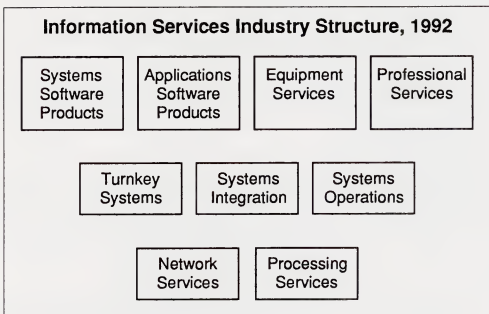 Information Services Industry Structure, 1992
Systems
Software
Products
Applications
Software
Products
Equipment
Services
Professional
Services
Turnkey
Systems
Systems
Integration
Systems
Operations
Network
Services
Processing
Services